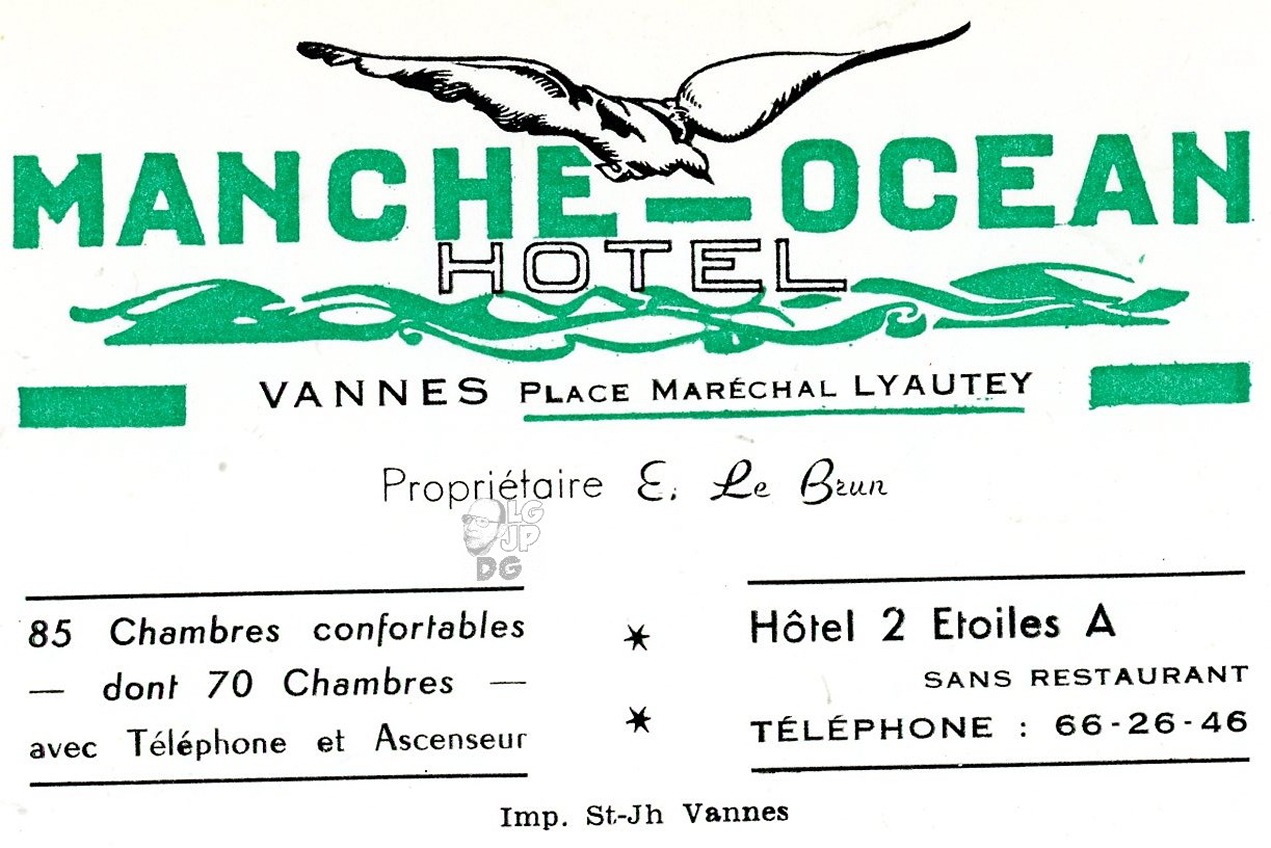 MANCHE-OCEAN
HOTEL
VANNES PLACE MARÉCHAL LYAUTEY
Propriétaire E. Le Brun
LG
JP
DG
85 Chambres confortables
— dont 70 Chambres —
avec Téléphone et Ascenseur
Hôtel 2 Etoiles A
SANS RESTAURANT
TÉLÉPHONE : 66-26-46
Imp. St-Jh Vannes